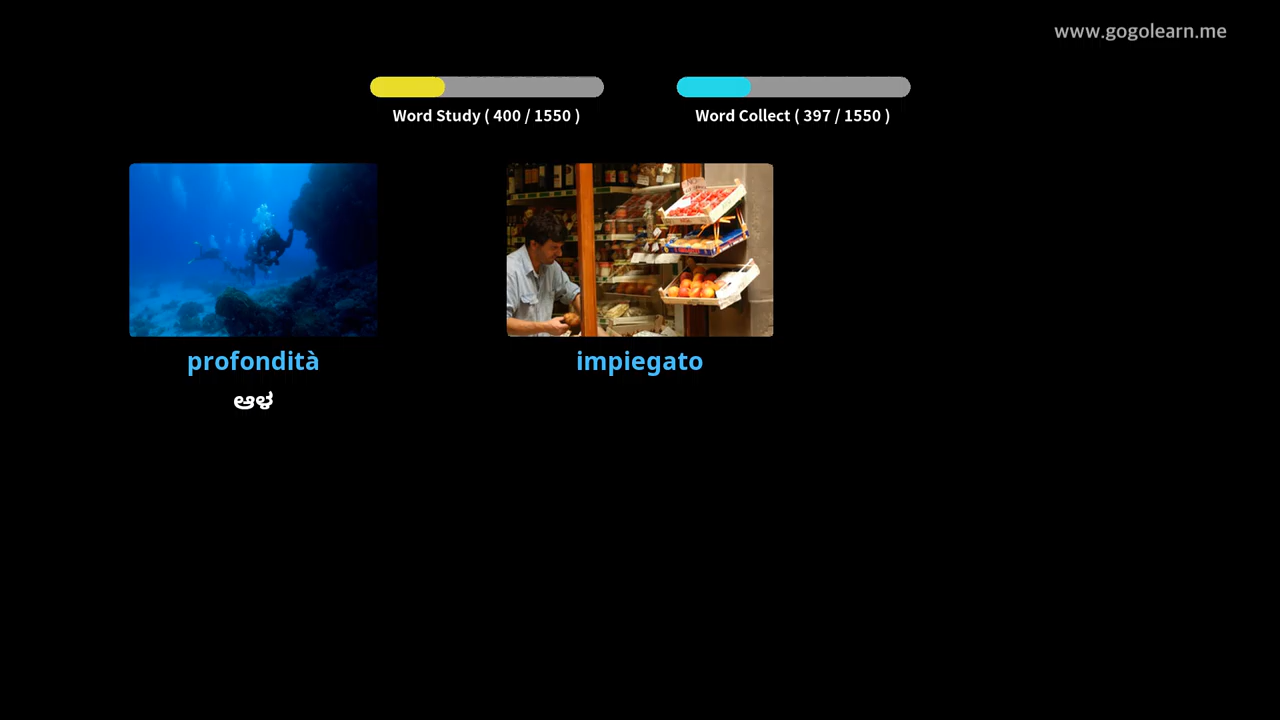 www.gogolearn.me
Word Study ( 400 / 1550 )
Word Collect ( 397 / 1550 )
profondità
impiegato
ಆಳ